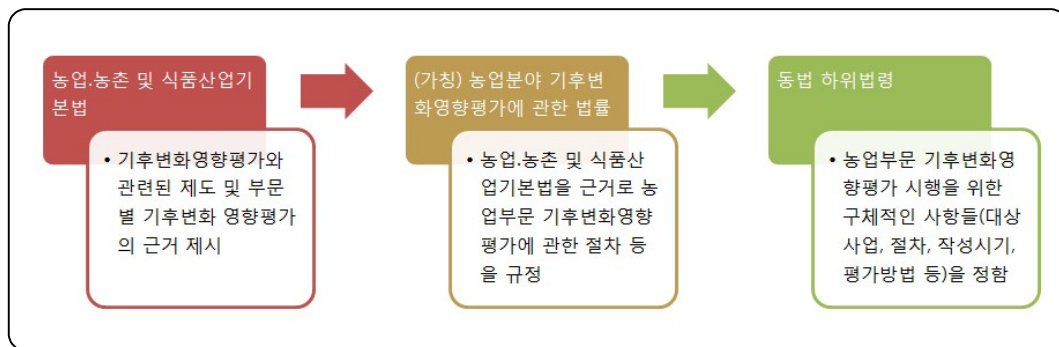 농업.농촌 및 식품산업기
본법
• 기후변화영향평가와
관련된 제도 및 부문
별 기후변화 영향평가
의 근거 제시
(가칭) 농업분야 기후변
화영향평가에 관한 법률
• 농업.농촌 및 식품산
업기본법을 근거로 농
업부문 기후변화영향
평가에 관한 절차 등
을 규정
동법 하위법령
• 농업부문 기후변화영
향평가 시행을 위한
구체적인 사항들(대상
사업, 절차, 작성시기,
평가방법 등)을 정함